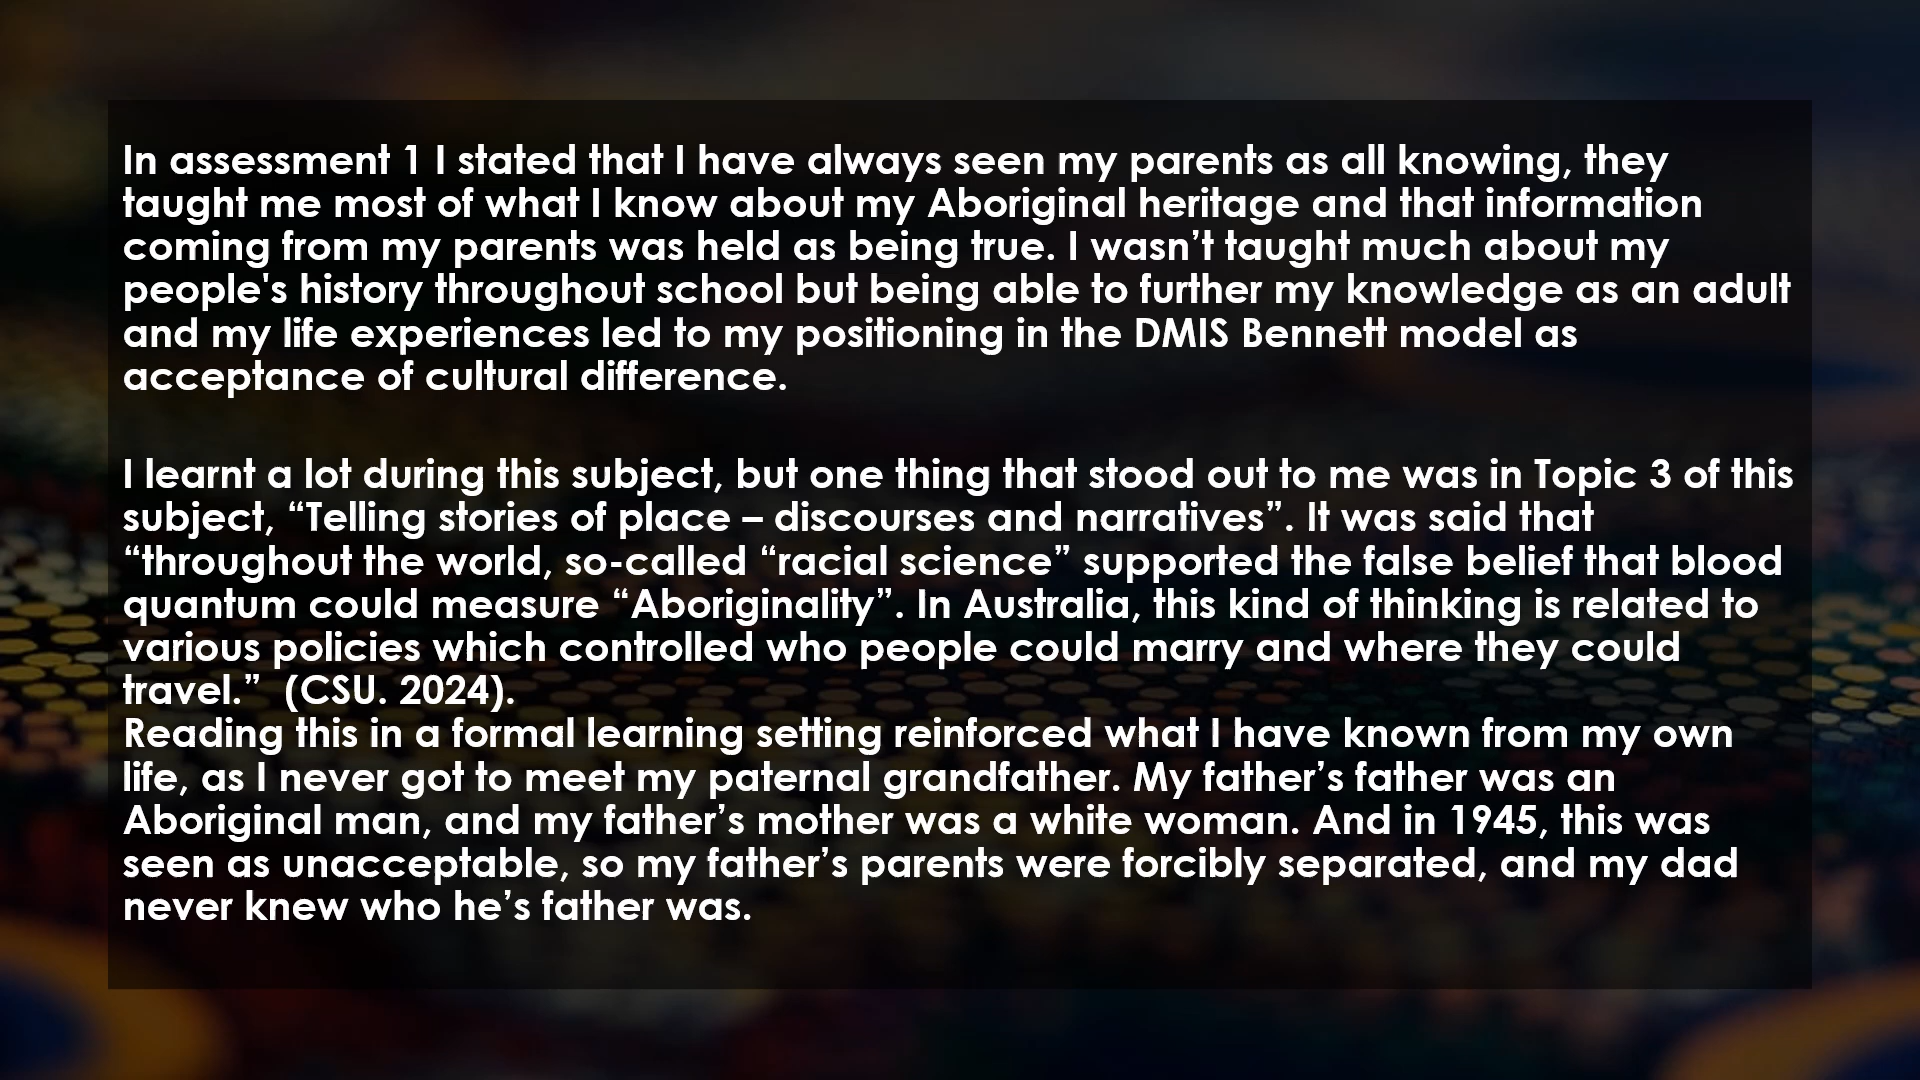 In assessment 1 I stated that I have always seen my parents as all knowing, they
taught me most of what I know about my Aboriginal heritage and that information
coming from my parents was held as being true. I wasn’t taught much about my
people's history throughout school but being able to further my knowledge as an adult
and my life experiences led to my positioning in the DMIS Bennett model as
acceptance of cultural difference.
I learnt a lot during this subject, but one thing that stood out to me was in Topic 3 of this
subject, “Telling stories of place – discourses and narratives”. It was said that
“throughout the world, so-called “racial science” supported the false belief that blood
quantum could measure “Aboriginality”. In Australia, this kind of thinking is related to
various policies which controlled who people could marry and where they could
travel.”  (CSU. 2024).
Reading this in a formal learning setting reinforced what I have known from my own
life, as I never got to meet my paternal grandfather. My father’s father was an
Aboriginal man, and my father’s mother was a white woman. And in 1945, this was
seen as unacceptable, so my father’s parents were forcibly separated, and my dad
never knew who he’s father was.